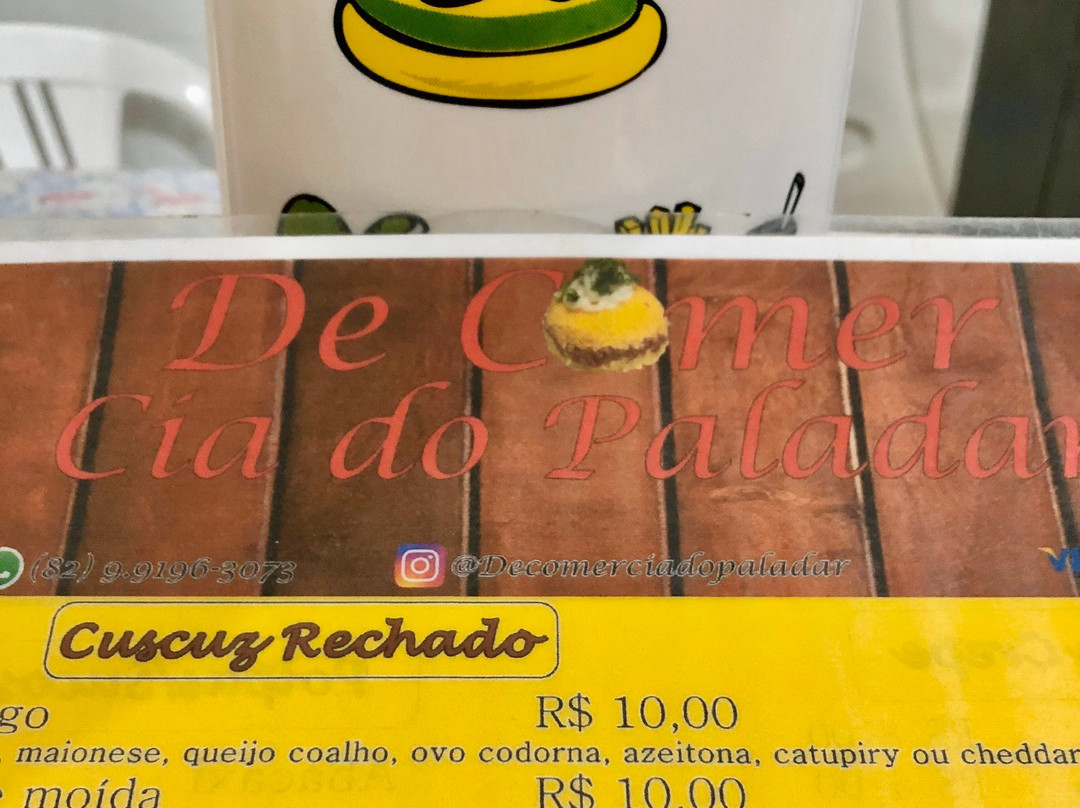 De Comer
Cia do Paladar
(82) 9.9196-3073
@Decomerciadopaladar
Cuscuz Rechado
go R$ 10,00
, maionese, queijo coalho, ovo codorna, azeitona, catupiry ou cheddar
moída R$ 10,00